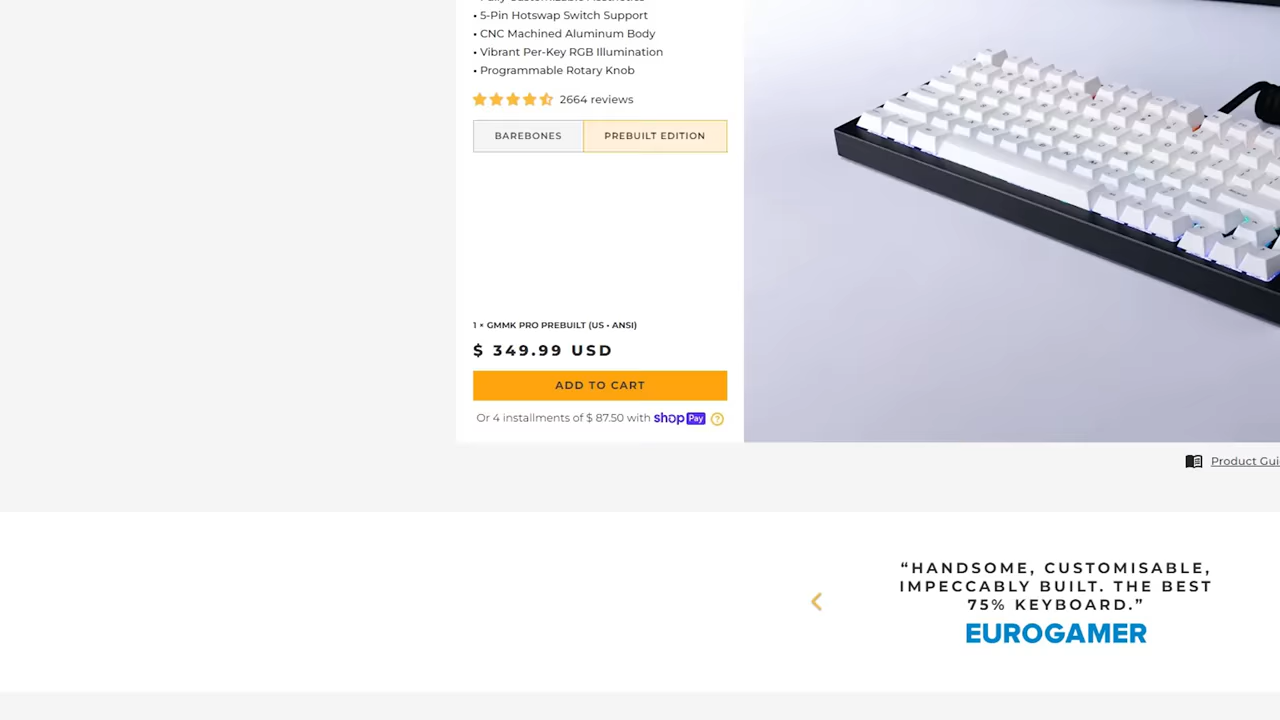 • 5-Pin Hotswap Switch Support
• CNC Machined Aluminum Body
• Vibrant Per-Key RGB Illumination
• Programmable Rotary Knob
2664 reviews
BAREBONES
PREBUILT EDITION
1 × GMMK PRO PREBUILT (US • ANSI)
$ 349.99 USD
ADD TO CART
Or 4 installments of $ 87.50 with shop Pay ?
Product Gui
“HANDSOME, CUSTOMISABLE,
IMPECCABLY BUILT. THE BEST
75% KEYBOARD.”
EUROGAMER